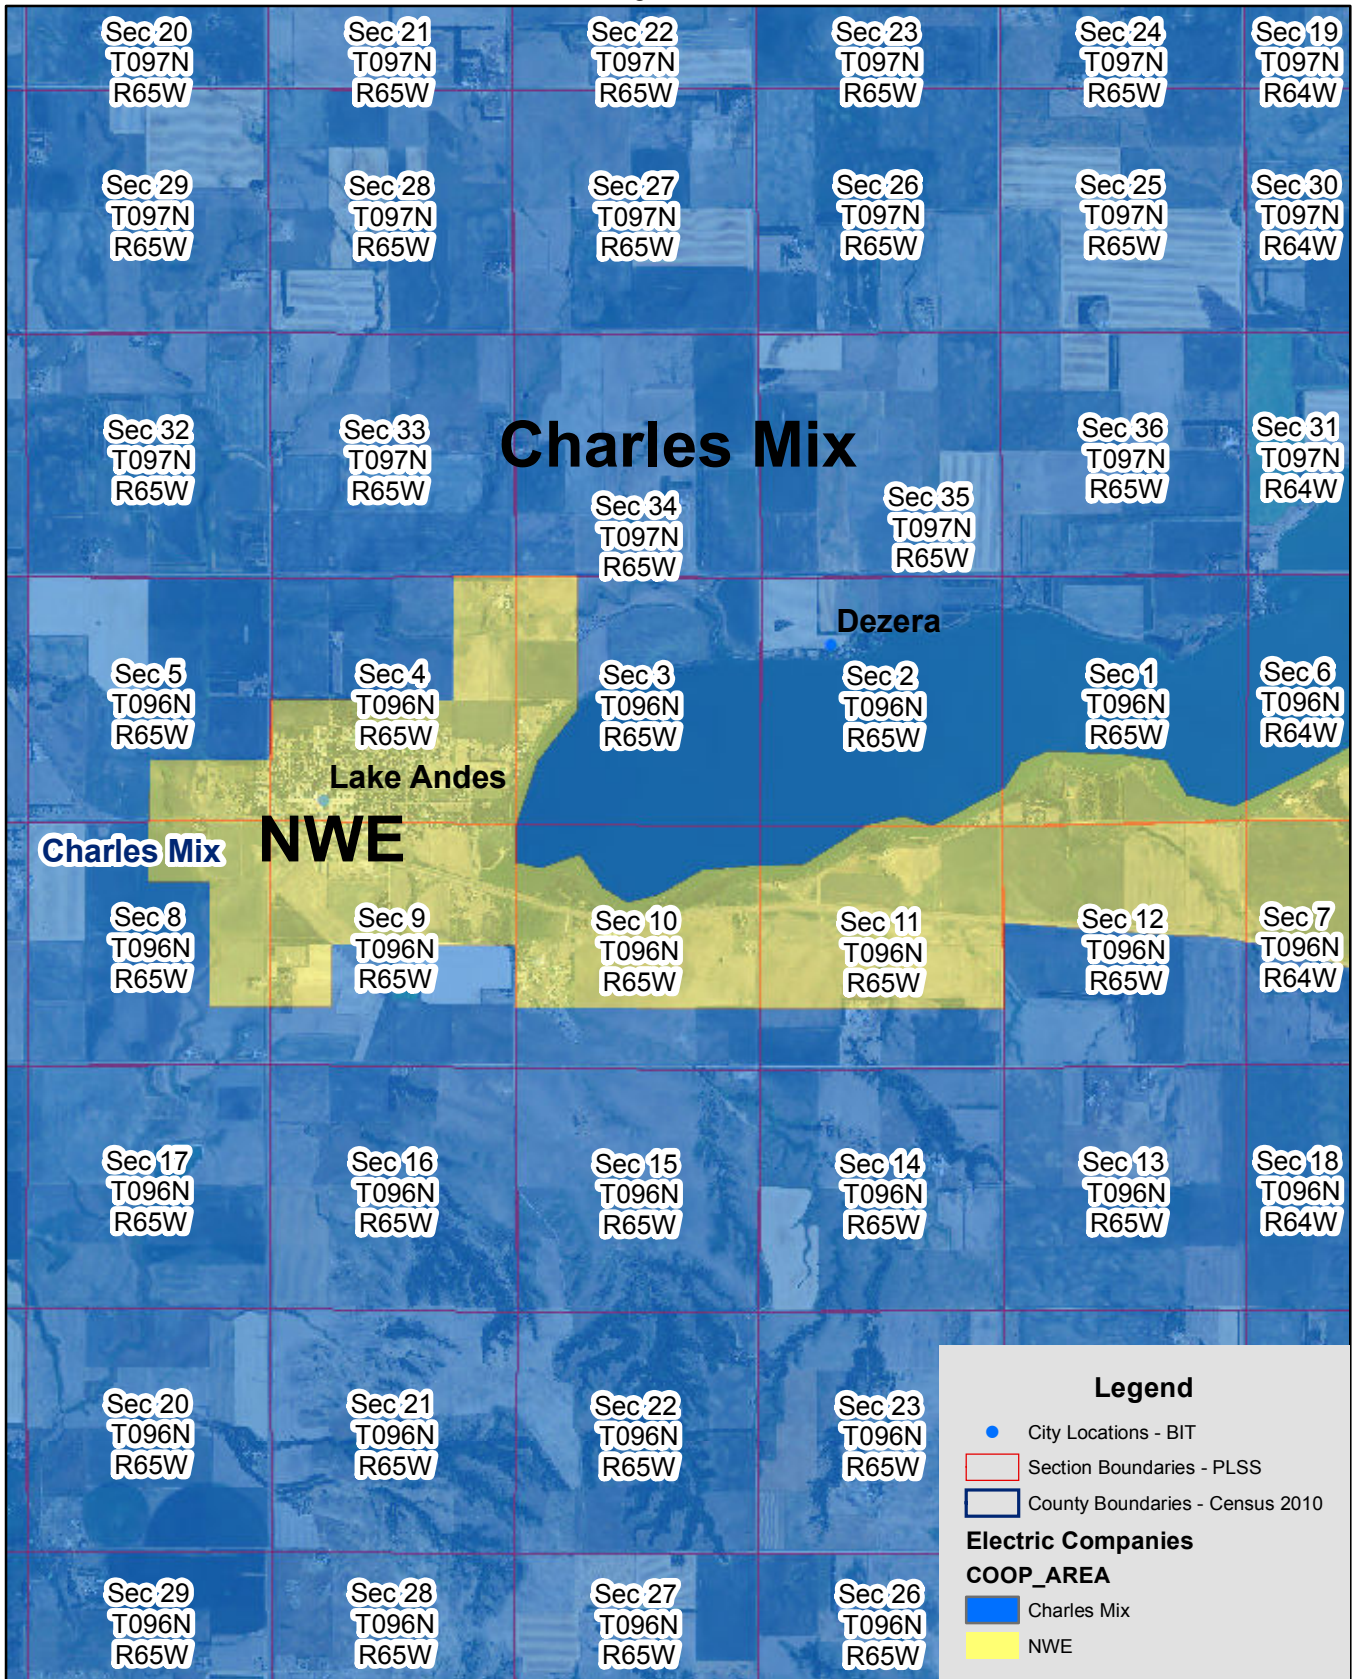 Sec 20
T097N
R65W
Sec 21
T097N
R65W
Sec 22
T097N
R65W
Sec 23
T097N
R65W
Sec 24
T097N
R65W
Sec 19
T097N
R64W
Sec 29
T097N
R65W
Sec 28
T097N
R65W
Sec 27
T097N
R65W
Sec 26
T097N
R65W
Sec 25
T097N
R65W
Sec 30
T097N
R64W
Sec 32
T097N
R65W
Sec 33
T097N
R65W
Charles Mix
Sec 34
T097N
R65W
Sec 35
T097N
R65W
Sec 36
T097N
R65W
Sec 31
T097N
R64W
Dezera
Sec 5
T096N
R65W
Sec 4
T096N
R65W
Sec 3
T096N
R65W
Sec 2
T096N
R65W
Sec 1
T096N
R65W
Sec 6
T096N
R64W
Lake Andes
Charles Mix
NWE
Sec 8
T096N
R65W
Sec 9
T096N
R65W
Sec 10
T096N
R65W
Sec 11
T096N
R65W
Sec 12
T096N
R65W
Sec 7
T096N
R64W
Sec 17
T096N
R65W
Sec 16
T096N
R65W
Sec 15
T096N
R65W
Sec 14
T096N
R65W
Sec 13
T096N
R65W
Sec 18
T096N
R64W
Sec 20
T096N
R65W
Sec 21
T096N
R65W
Sec 22
T096N
R65W
Sec 23
T096N
R65W
Sec 29
T096N
R65W
Sec 28
T096N
R65W
Sec 27
T096N
R65W
Sec 26
T096N
R65W
Legend
City Locations - BIT
Section Boundaries - PLSS
County Boundaries - Census 2010
Electric Companies
COOP_AREA
Charles Mix
NWE